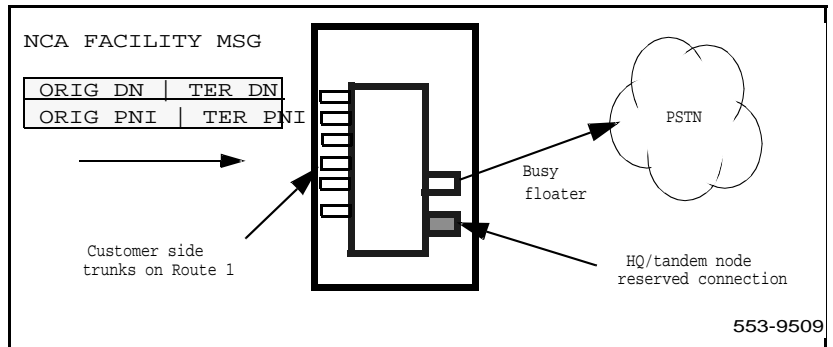 NCA FACILITY MSG
ORIG DN | TER DN
ORIG PNI | TER PNI
PSTN
Busy
floater
Customer side
trunks on Route 1
HQ/tandem node
reserved connection
553-9509